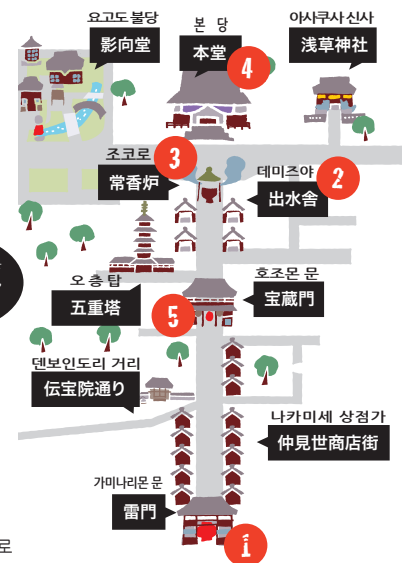 요고도 불당
影向堂
본 당
本堂
4
아사쿠사 신사
浅草神社
조코로
3
常香炉
데미즈야
2
出水舎
오 층 탑
五重塔
5
호조몬 문
宝蔵門
덴보인도리 거리
伝宝院通り
나카미세 상점가
仲見世商店街
가미나리몬 문
雷門
1
로